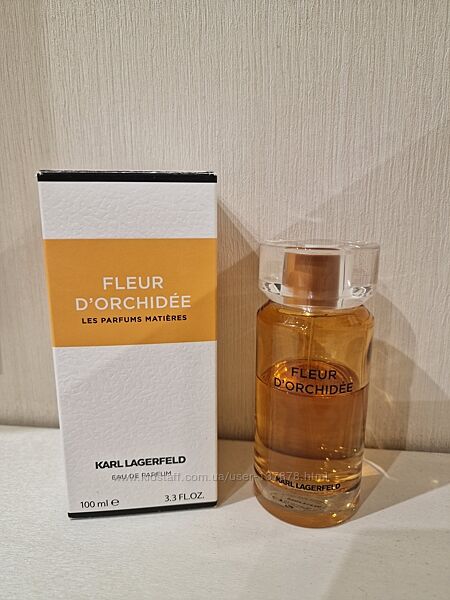 FLEUR
D'ORCHIDÉE
LES PARFUMS MATIÈRES
KARL LAGERFELD
EAU DE PARFUM
100 ml e
3.3 FL.OZ.
FLEUR
D'ORCHIDÉE
KARL LAGERFELD